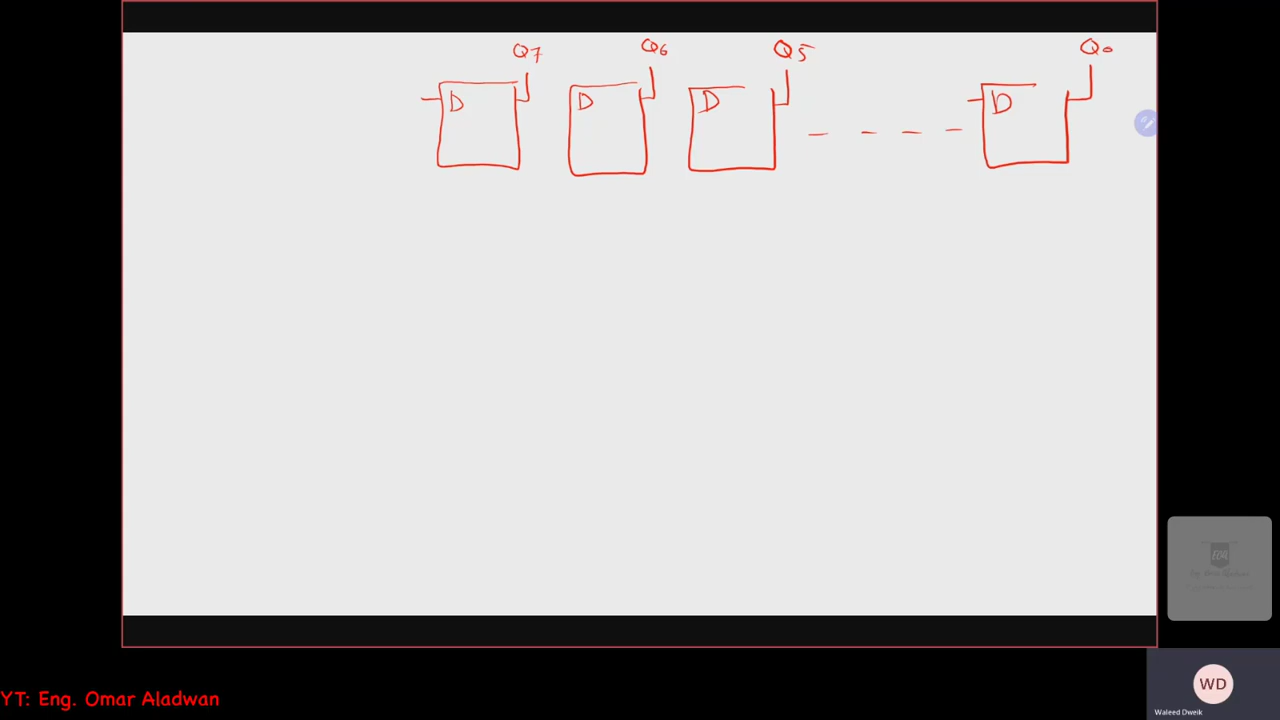 Q7 Q6 Q5 Q0
D D D D
YT: Eng. Omar Aladwan
WD
Waleed Dweik